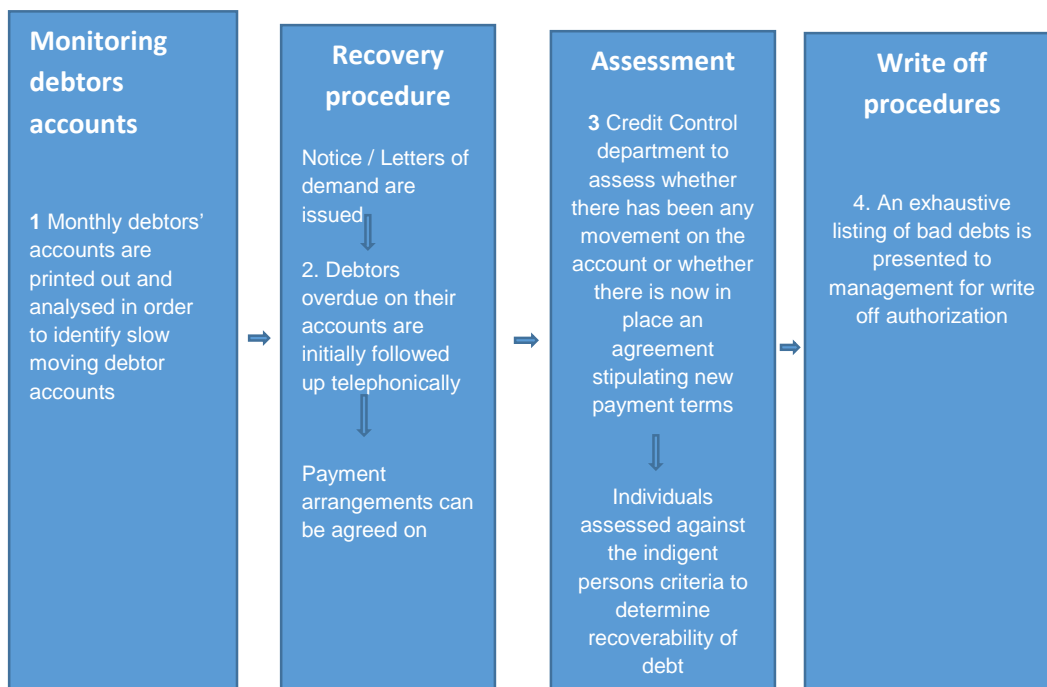 Monitoring
debtors
accounts
1 Monthly debtors’
accounts are
printed out and
analysed in order
to identify slow
moving debtor
accounts
Recovery
procedure
Notice / Letters of
demand are
issued
2. Debtors
overdue on their
accounts are
initially followed
up telephonically
Payment
arrangements can
be agreed on
Assessment
3 Credit Control
department to
assess whether
there has been any
movement on the
account or whether
there is now in
place an
agreement
stipulating new
payment terms
Individuals
assessed against
the indigent
persons criteria to
determine
recoverability of
debt
Write off
procedures
4. An exhaustive
listing of bad debts is
presented to
management for write
off authorization